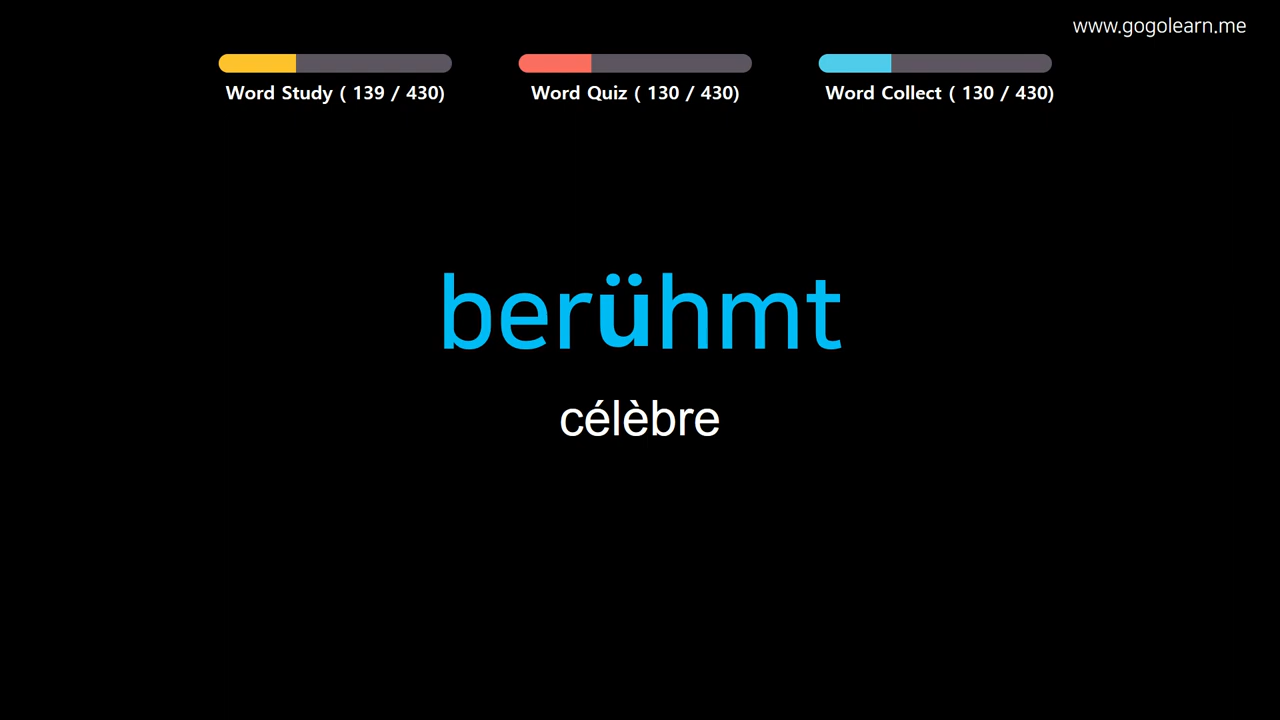 www.gogolearn.me
Word Study ( 139 / 430)
Word Quiz ( 130 / 430)
Word Collect ( 130 / 430)
berühmt
célèbre